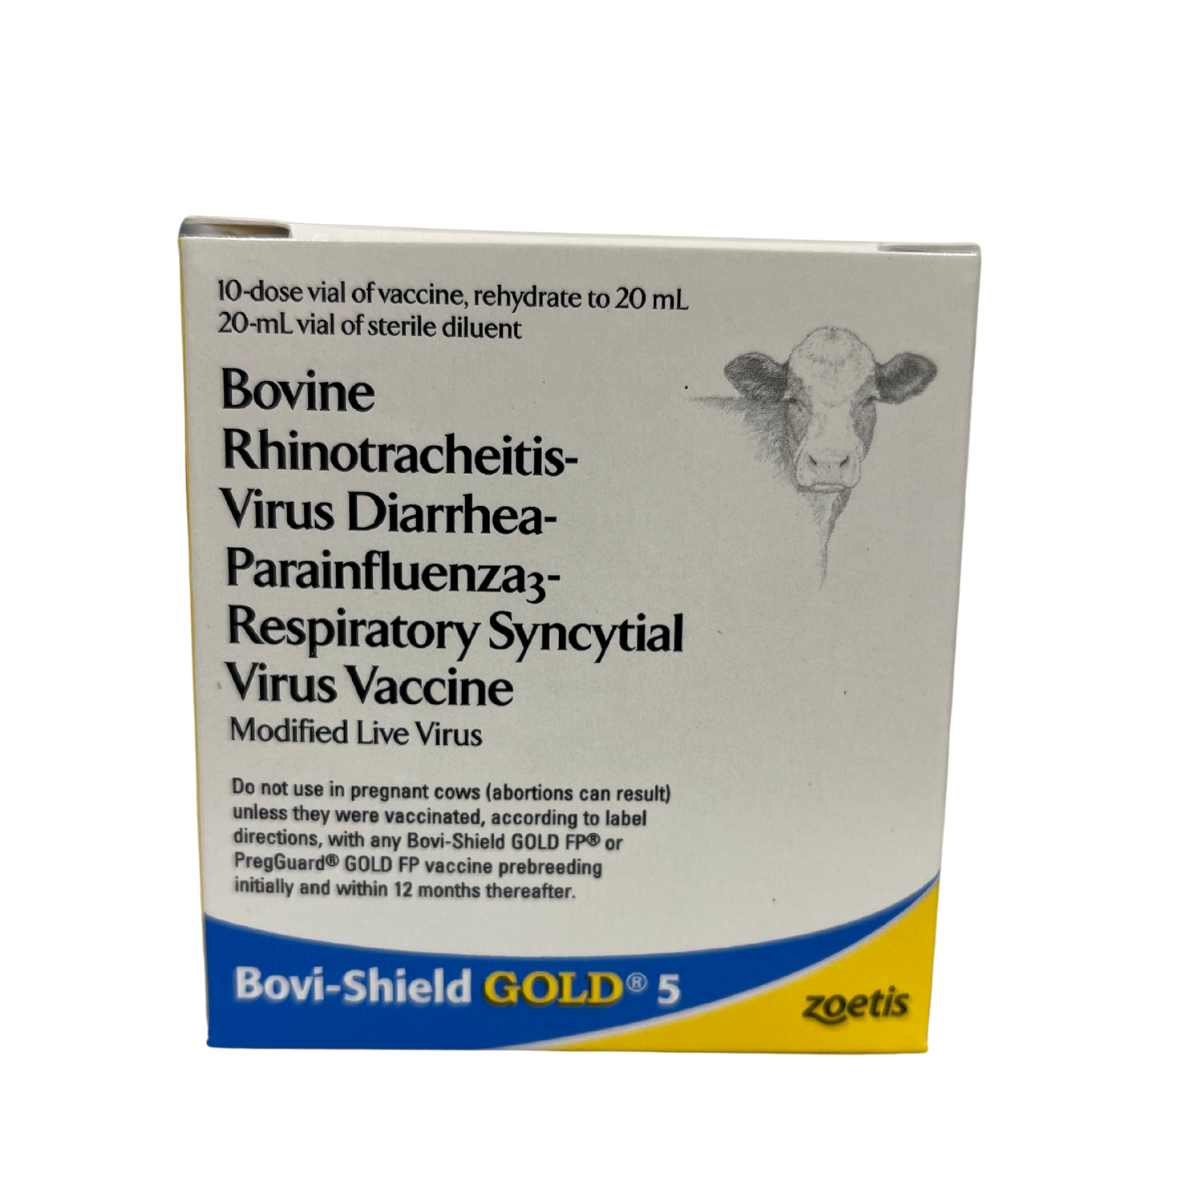 10-dose vial of vaccine, rehydrate to 20 mL
20-mL vial of sterile diluent
Bovine
Rhinotracheitis-
Virus Diarrhea-
Parainfluenza3-
Respiratory Syncytial
Virus Vaccine
Modified Live Virus
Do not use in pregnant cows (abortions can result)
unless they were vaccinated, according to label
directions, with any Bovi-Shield GOLD FP® or
PregGuard® GOLD FP vaccine prebreeding
initially and within 12 months thereafter.
Bovi-Shield GOLD® 5
zoetis